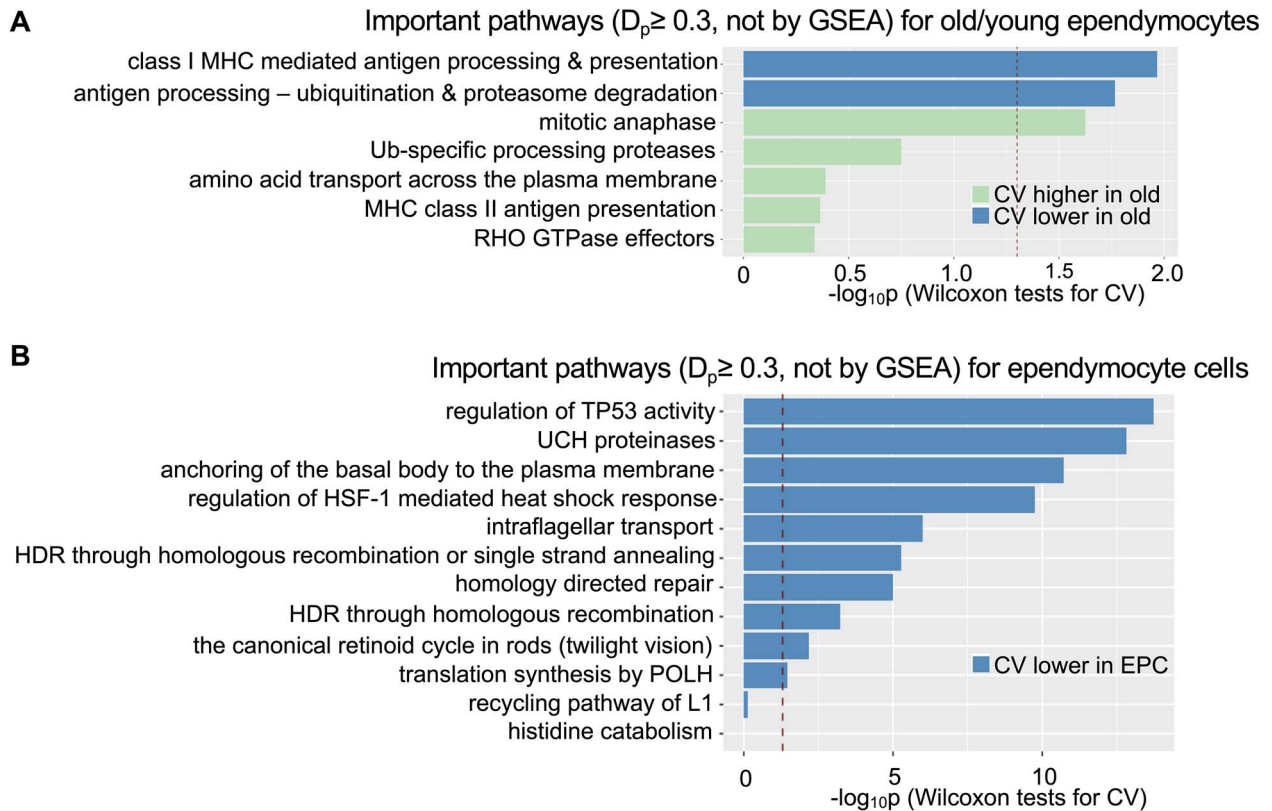 A
Important pathways (Dₚ≥ 0.3, not by GSEA) for old/young ependymocytes
class I MHC mediated antigen processing & presentation
antigen processing – ubiquitination & proteasome degradation
mitotic anaphase
Ub-specific processing proteases
amino acid transport across the plasma membrane
MHC class II antigen presentation
RHO GTPase effectors
CV higher in old
CV lower in old
0 0.5 1.0 1.5 2.0
-log₁₀p (Wilcoxon tests for CV)
B
Important pathways (Dₚ≥ 0.3, not by GSEA) for ependymocyte cells
regulation of TP53 activity
UCH proteinases
anchoring of the basal body to the plasma membrane
regulation of HSF-1 mediated heat shock response
intraflagellar transport
HDR through homologous recombination or single strand annealing
homology directed repair
HDR through homologous recombination
the canonical retinoid cycle in rods (twilight vision)
translation synthesis by POLH
recycling pathway of L1
histidine catabolism
CV lower in EPC
0 5 10
-log₁₀p (Wilcoxon tests for CV)